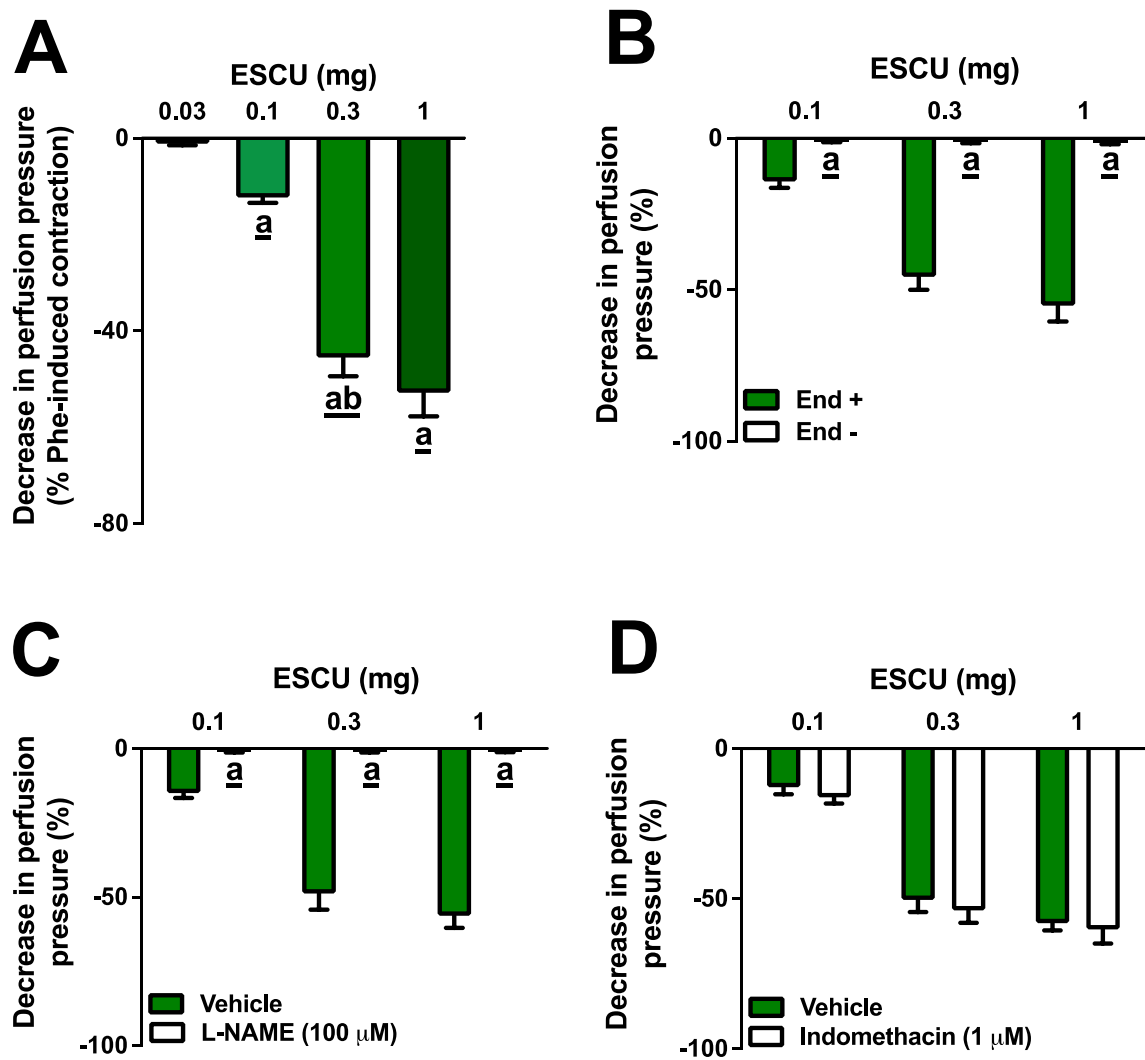 A
ESCU (mg)
0.03 0.1 0.3 1
Decrease in perfusion pressure
(% Phe-induced contraction)
0
-40
-80
a
ab
a
B
ESCU (mg)
0.1 0.3 1
Decrease in perfusion
pressure (%)
0
-50
-100
a a a
End +
End -
C
ESCU (mg)
0.1 0.3 1
Decrease in perfusion
pressure (%)
0
-50
-100
a a a
Vehicle
L-NAME (100 μM)
D
ESCU (mg)
0.1 0.3 1
Decrease in perfusion
pressure (%)
0
-50
-100
Vehicle
Indomethacin (1 μM)